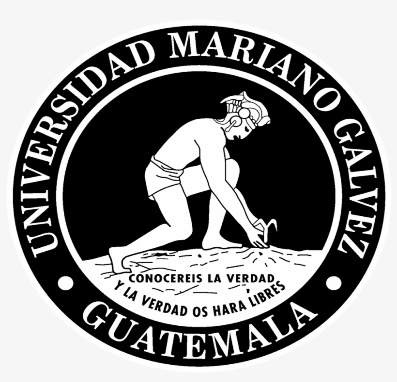 UNIVERSIDAD MARIANO GALVEZ
CONOCEREIS LA VERDAD
Y LA VERDAD OS HARA LIBRES
GUATEMALA